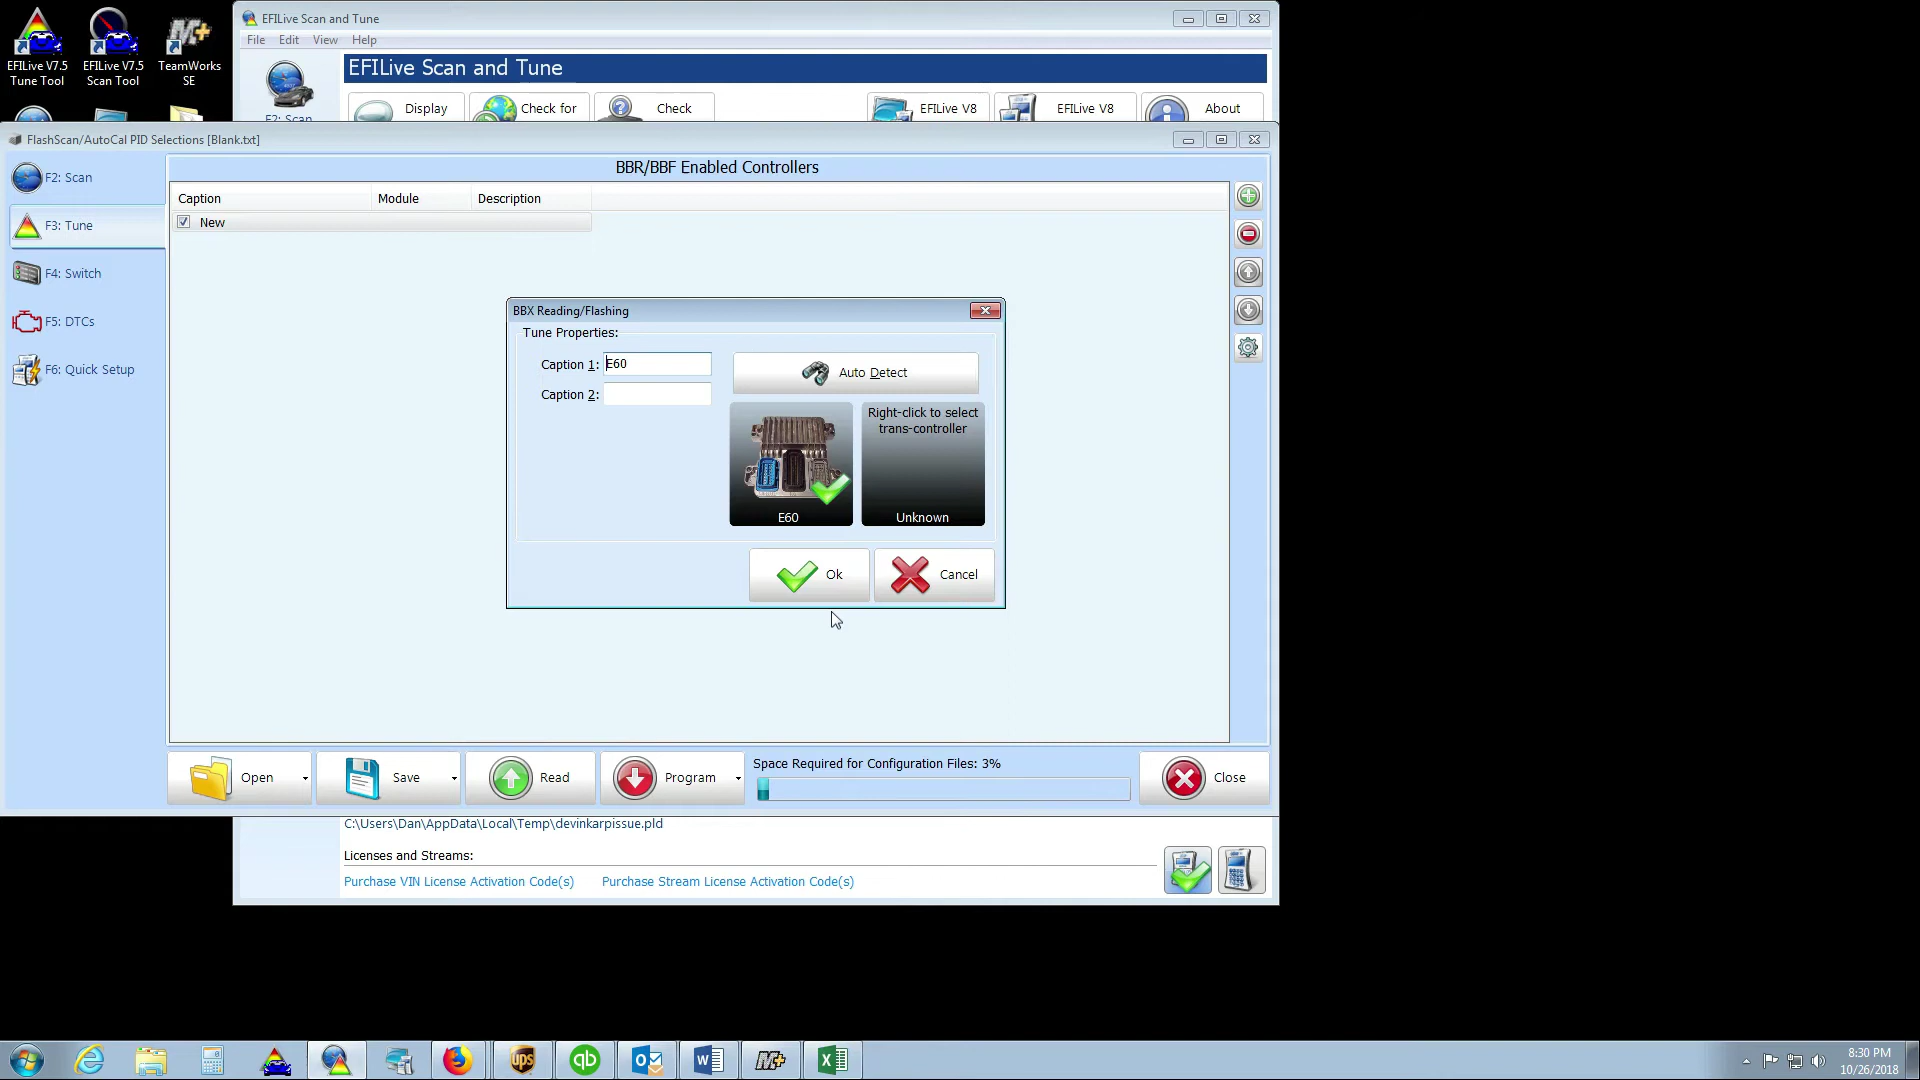 EFILive V7.5
Tune Tool
EFILive V7.5
Scan Tool
TeamWorks
SE
EFILive Scan and Tune
File Edit View Help
EFILive Scan and Tune
Display
Check for
Check
EFILive V8
EFILive V8
About
F2: Scan
FlashScan/AutoCal PID Selections [Blank.txt]
F2: Scan
F3: Tune
F4: Switch
F5: DTCs
F6: Quick Setup
BBR/BBF Enabled Controllers
Caption Module Description
New
BBX Reading/Flashing
Tune Properties:
Caption 1: E60
Caption 2:
Auto Detect
E60
Right-click to select
trans-controller
Unknown
Ok
Cancel
Open
Save
Read
Program
Space Required for Configuration Files: 3%
Close
C:\Users\Dan\AppData\Local\Temp\devinkarpissue.pld
Licenses and Streams:
Purchase VIN License Activation Code(s)
Purchase Stream License Activation Code(s)
ups
qb
8:30 PM
10/26/2018